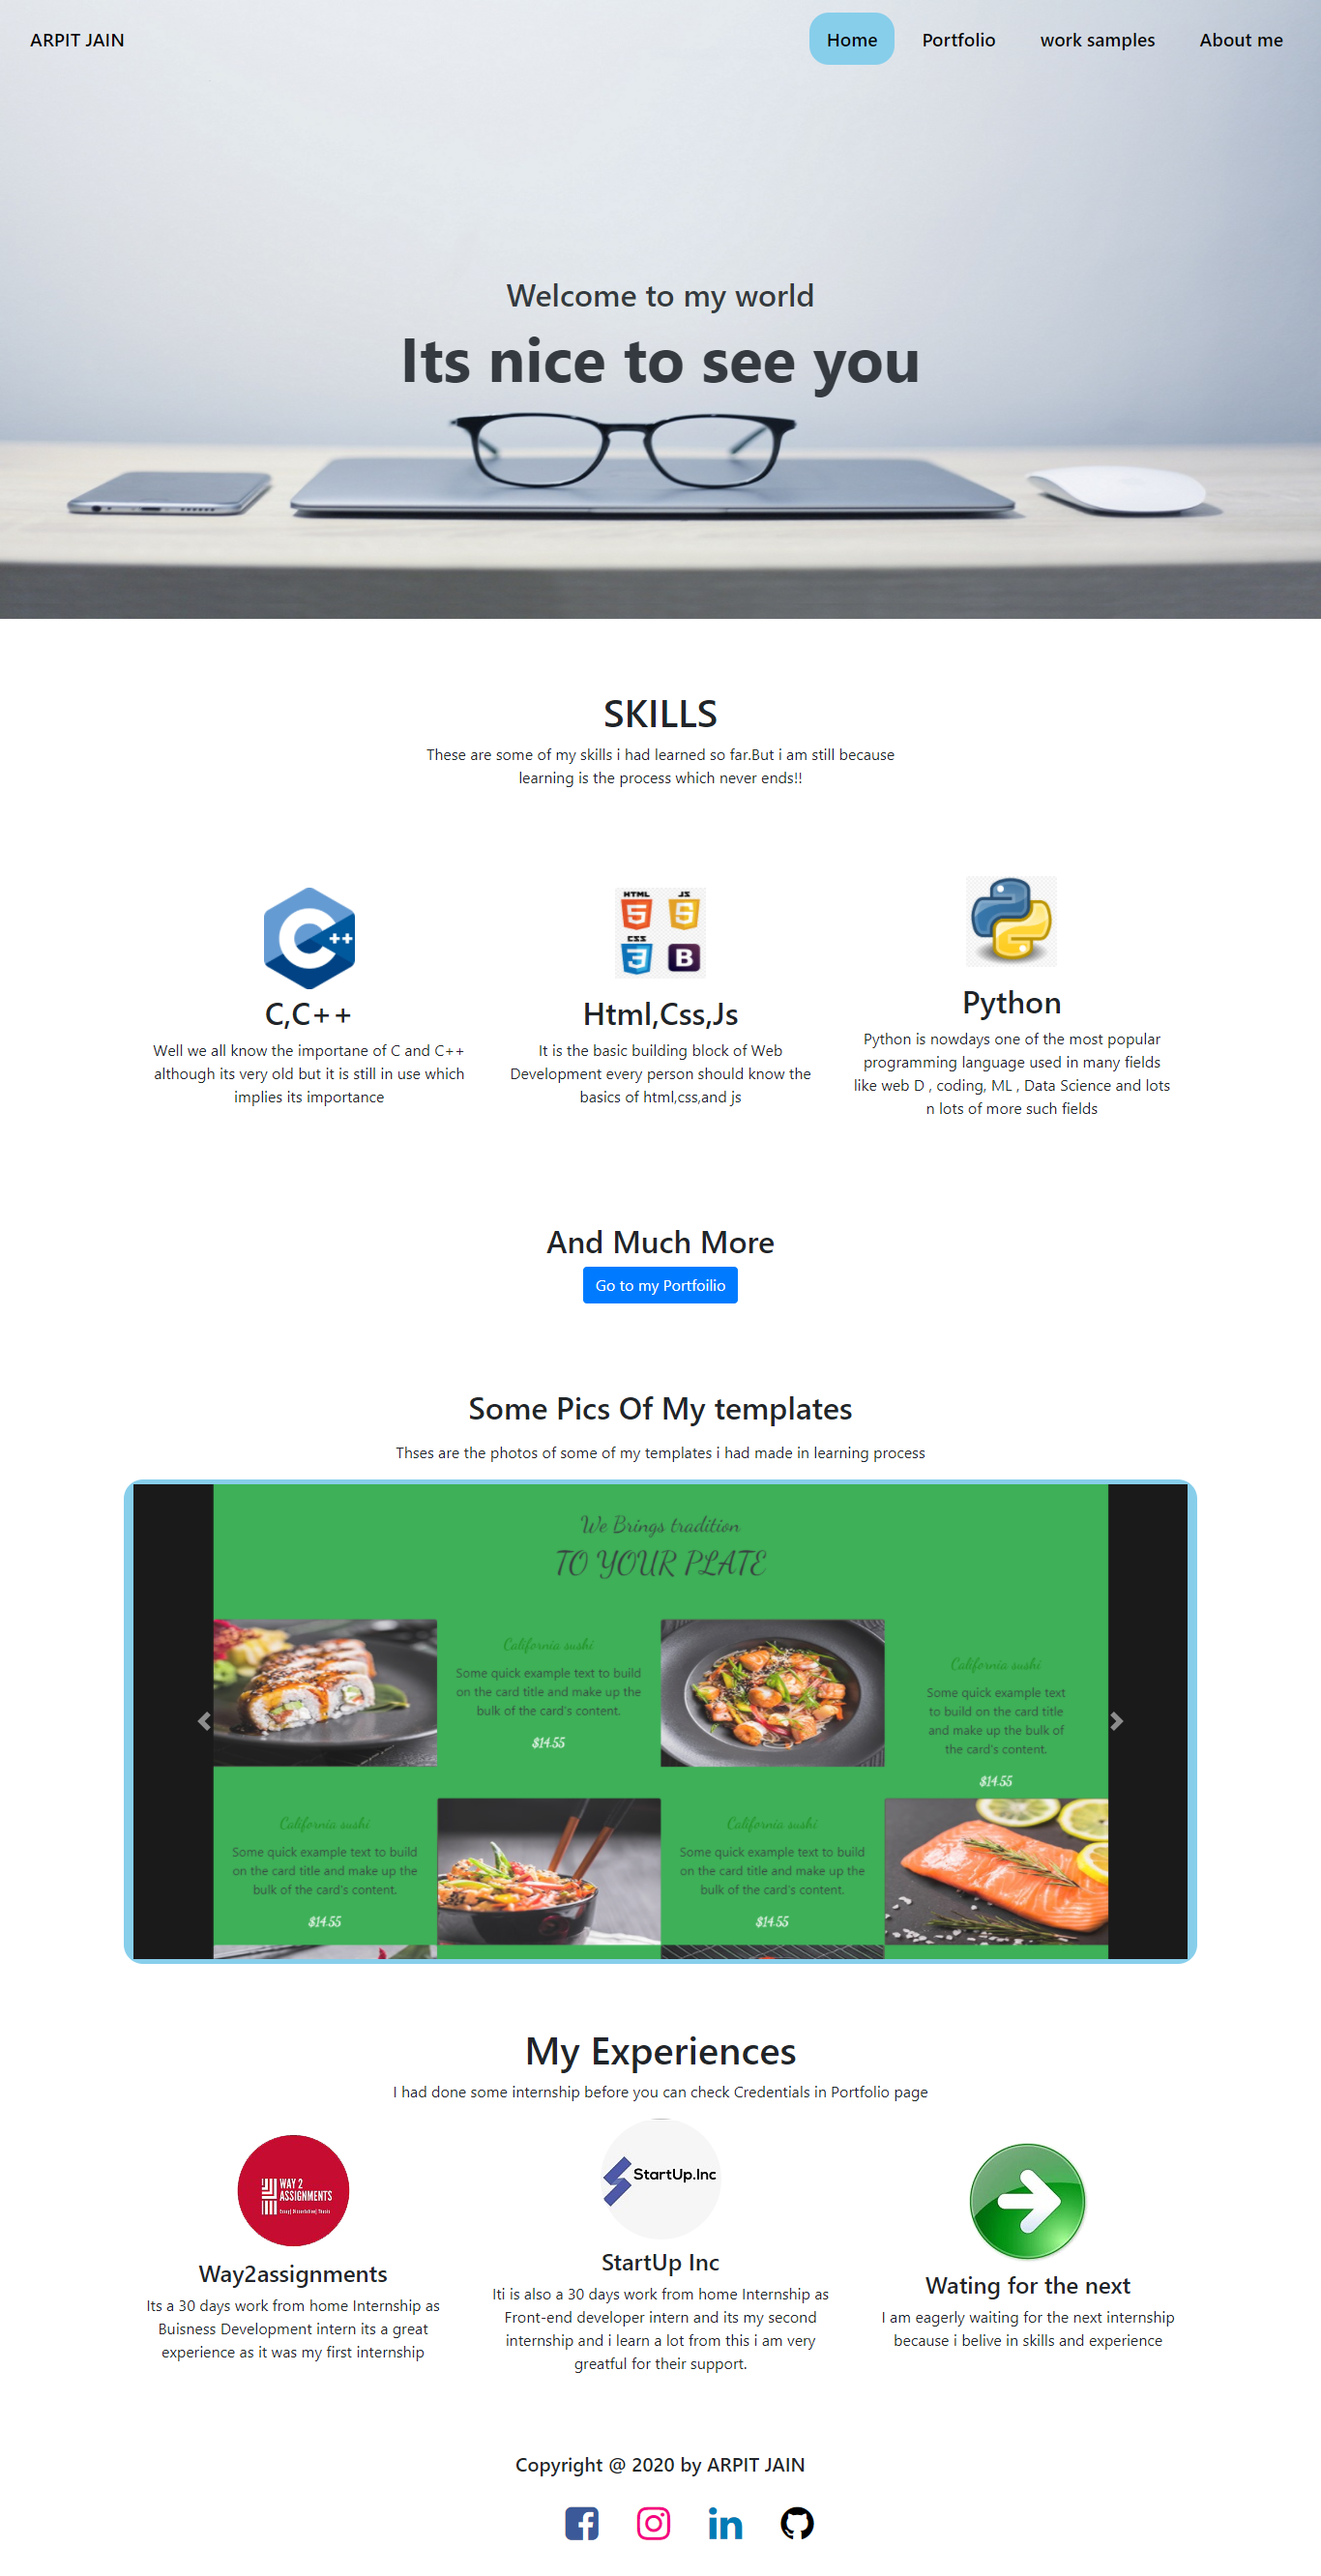 ARPIT JAIN
Home
Portfolio
work samples
About me
Welcome to my world
Its nice to see you
SKILLS
These are some of my skills i had learned so far.But i am still because
learning is the process which never ends!!
C++
C,C++
Well we all know the importane of C and C++
although its very old but it is still in use which
implies its importance
HTML
JS
5
5
CSS
3
B
Html,Css,Js
It is the basic building block of Web
Development every person should know the
basics of html,css,and js
Python
Python is nowdays one of the most popular
programming language used in many fields
like web D , coding, ML , Data Science and lots
n lots of more such fields
And Much More
Go to my Portfoilio
Some Pics Of My templates
Thses are the photos of some of my templates i had made in learning process
We Brings tradition
TO YOUR PLATE
California sushi
Some quick example text to build
on the card title and make up the
bulk of the card's content.
$14.55
California sushi
Some quick example text
to build on the card title
and make up the bulk of
the card's content.
$14.55
California sushi
Some quick example text to build
on the card title and make up the
bulk of the card's content.
$14.55
California sushi
Some quick example text to build
on the card title and make up the
bulk of the card's content.
$14.55
My Experiences
I had done some internship before you can check Credentials in Portfolio page
WAY 2
ASSIGNMENTS
Essay| Dissertation| Thesis
Way2assignments
Its a 30 days work from home Internship as
Buisness Development intern its a great
experience as it was my first internship
StartUp.Inc
StartUp Inc
Iti is also a 30 days work from home Internship as
Front-end developer intern and its my second
internship and i learn a lot from this i am very
greatful for their support.
Wating for the next
I am eagerly waiting for the next internship
because i belive in skills and experience
Copyright @ 2020 by ARPIT JAIN